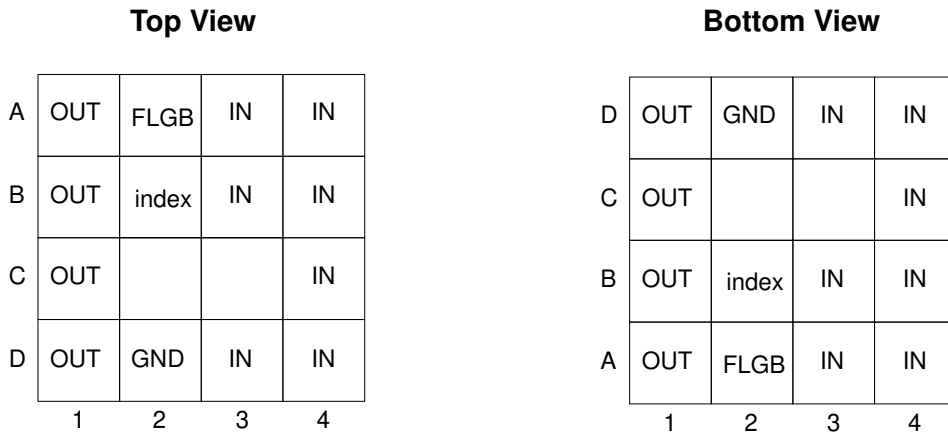 Top View
A OUT FLGB IN IN
B OUT index IN IN
C OUT IN
D OUT GND IN IN
1 2 3 4
Bottom View
D OUT GND IN IN
C OUT IN
B OUT index IN IN
A OUT FLGB IN IN
1 2 3 4